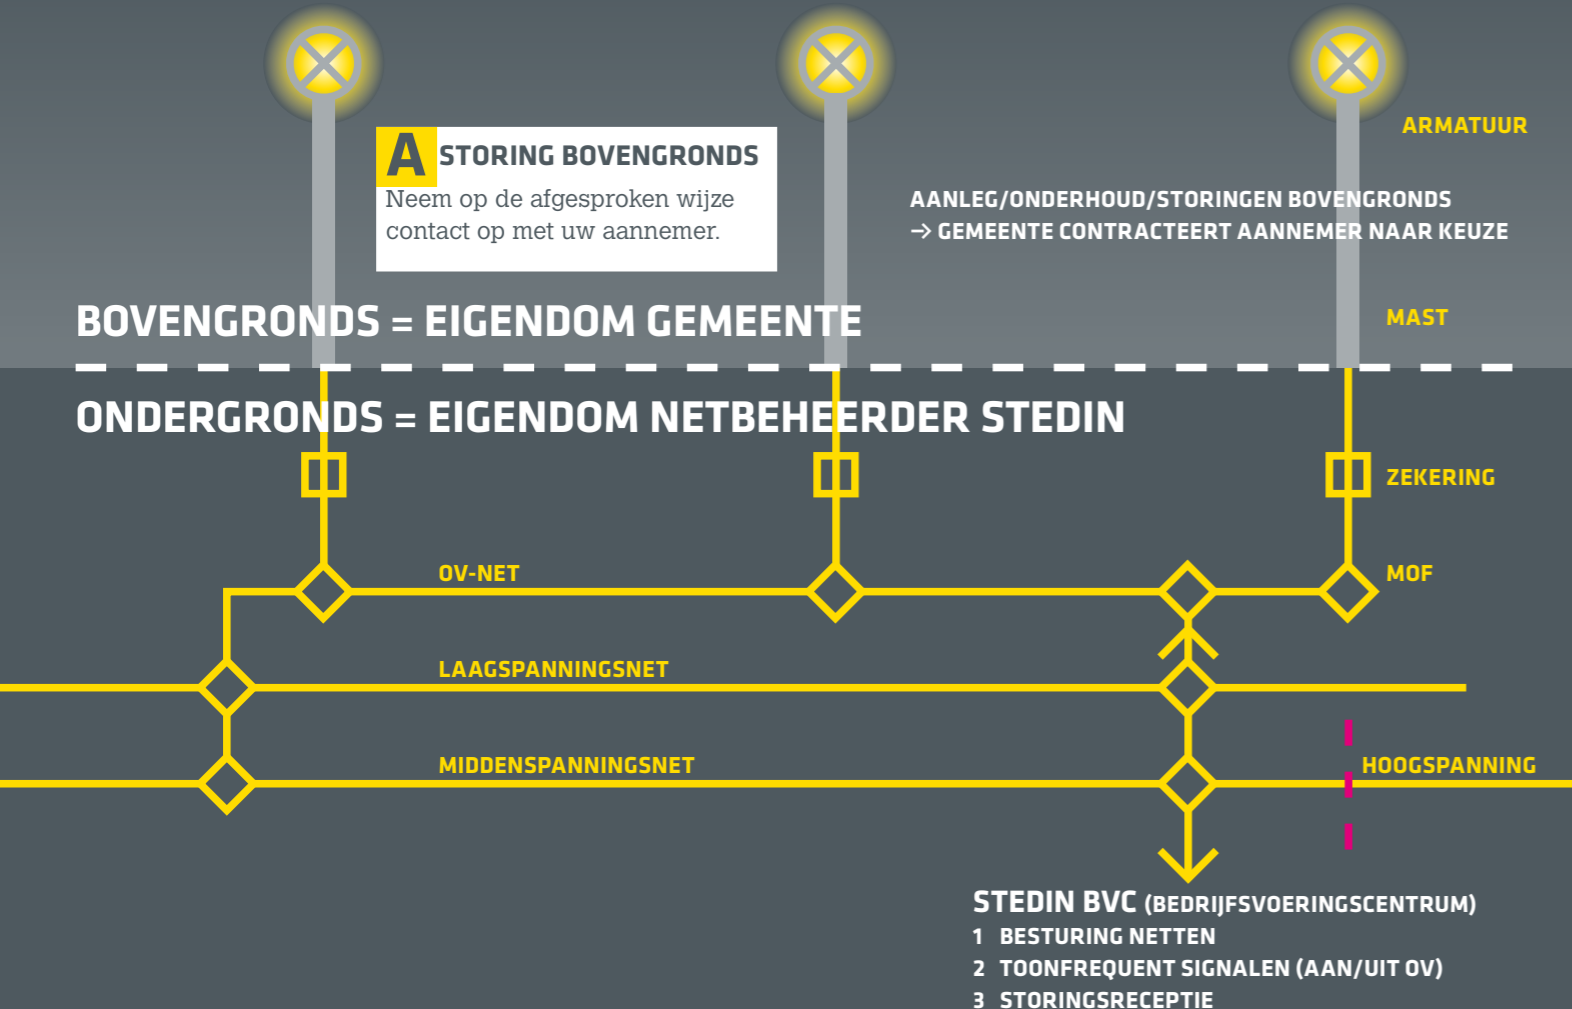 ARMATUUR
A STORING BOVENGRONDS
Neem op de afgesproken wijze
contact op met uw aannemer.
AANLEG/ONDERHOUD/STORINGEN BOVENGRONDS
→ GEMEENTE CONTRACTEERT AANNEMER NAAR KEUZE
BOVENGRONDS = EIGENDOM GEMEENTE
MAST
ONDERGRONDS = EIGENDOM NETBEHEERDER STEDIN
ZEKERING
OV-NET
MOF
LAAGSPANNINGSNET
MIDDENSPANNINGSNET
HOOGSPANNING
STEDIN BVC (BEDRIJFSVOERINGSCENTRUM)
1 BESTURING NETTEN
2 TOONFREQUENT SIGNALEN (AAN/UIT OV)
3 STORINGSRECEPTIE